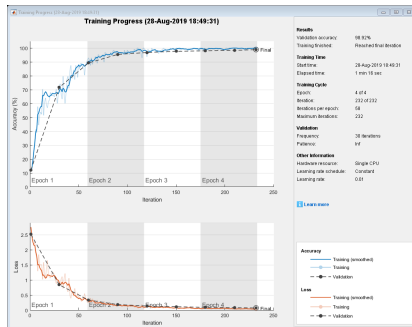 Training Progress (28-Aug-2019 18:49:31)
Training Progress (28-Aug-2019 18:49:31)
100
90
80
70
60
50
40
30
20
10
0
Accuracy (%)
Final
Epoch 1
Epoch 2
Epoch 3
Epoch 4
0
50
100
150
200
250
Iteration
2.5
2
1.5
1
0.5
0
Loss
Final
Epoch 1
Epoch 2
Epoch 3
Epoch 4
0
50
100
150
200
250
Iteration
Results
Validation accuracy: 98.92%
Training finished: Reached final iteration
Training Time
Start time: 28-Aug-2019 18:49:31
Elapsed time: 1 min 16 sec
Training Cycle
Epoch: 4 of 4
Iteration: 232 of 232
Iterations per epoch: 58
Maximum iterations: 232
Validation
Frequency: 30 iterations
Patience: Inf
Other Information
Hardware resource: Single CPU
Learning rate schedule: Constant
Learning rate: 0.01
Learn more
Accuracy
Training (smoothed)
Training
Validation
Loss
Training (smoothed)
Training
Validation